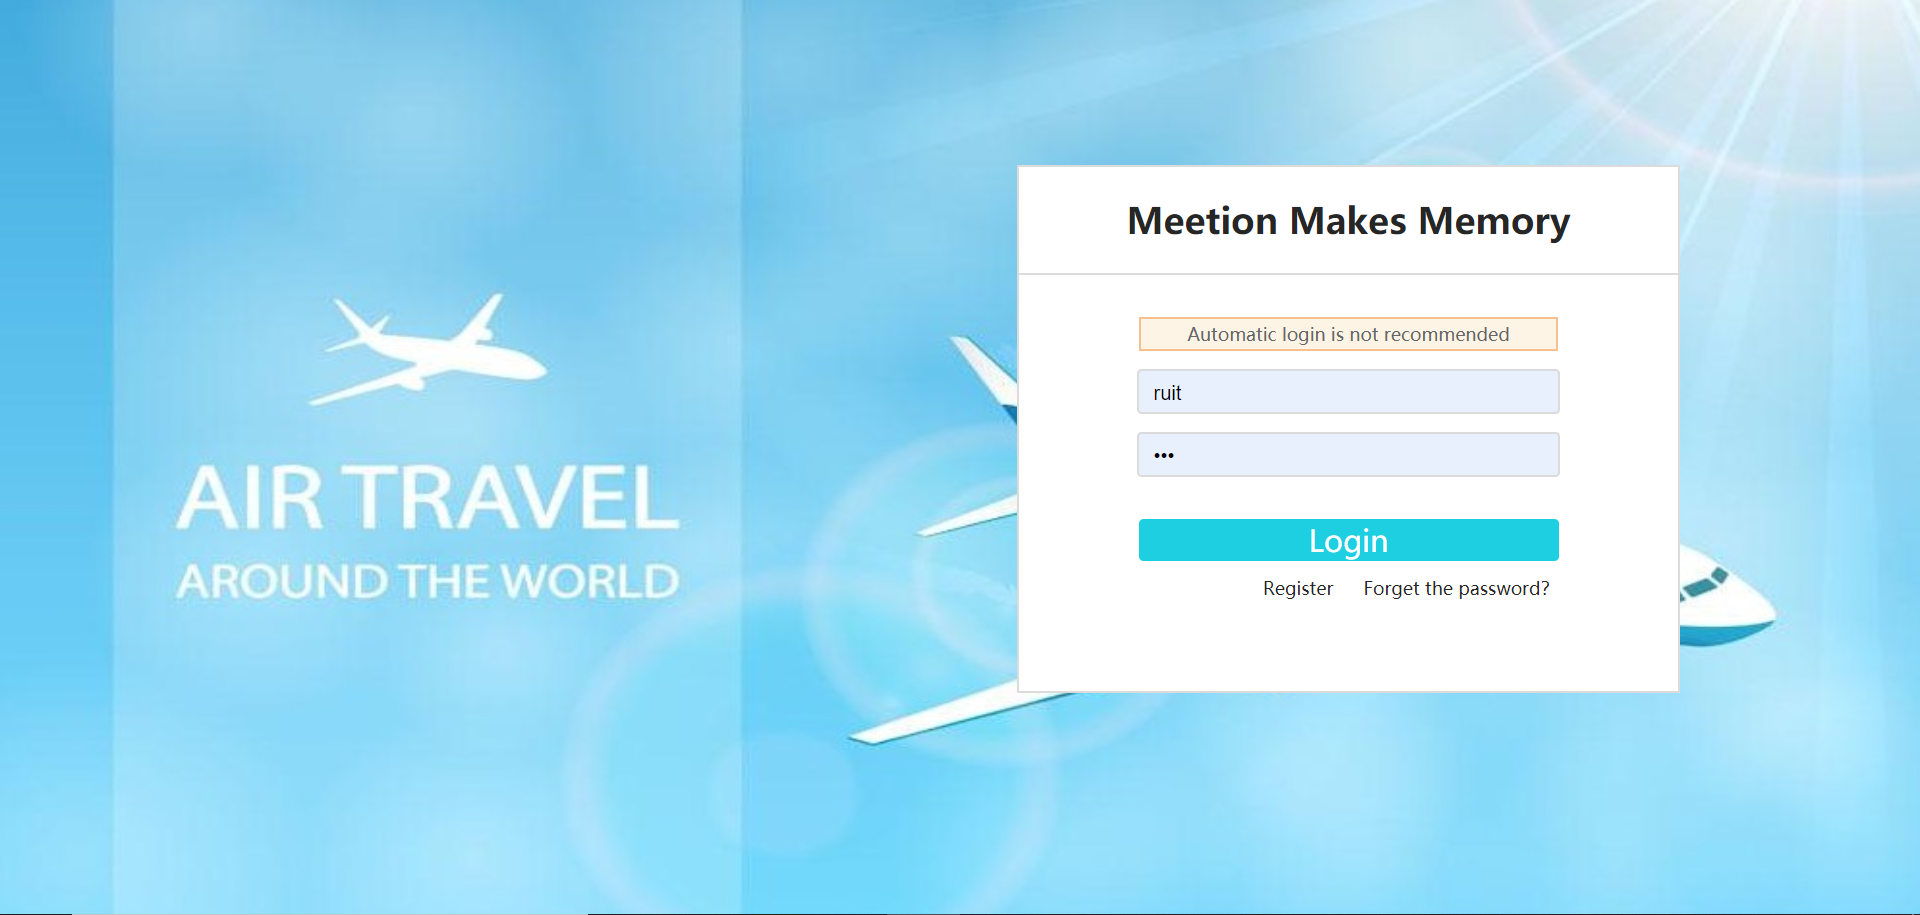 AIR TRAVEL
AROUND THE WORLD
Meetion Makes Memory
Automatic login is not recommended
ruit
•••
Login
Register Forget the password?